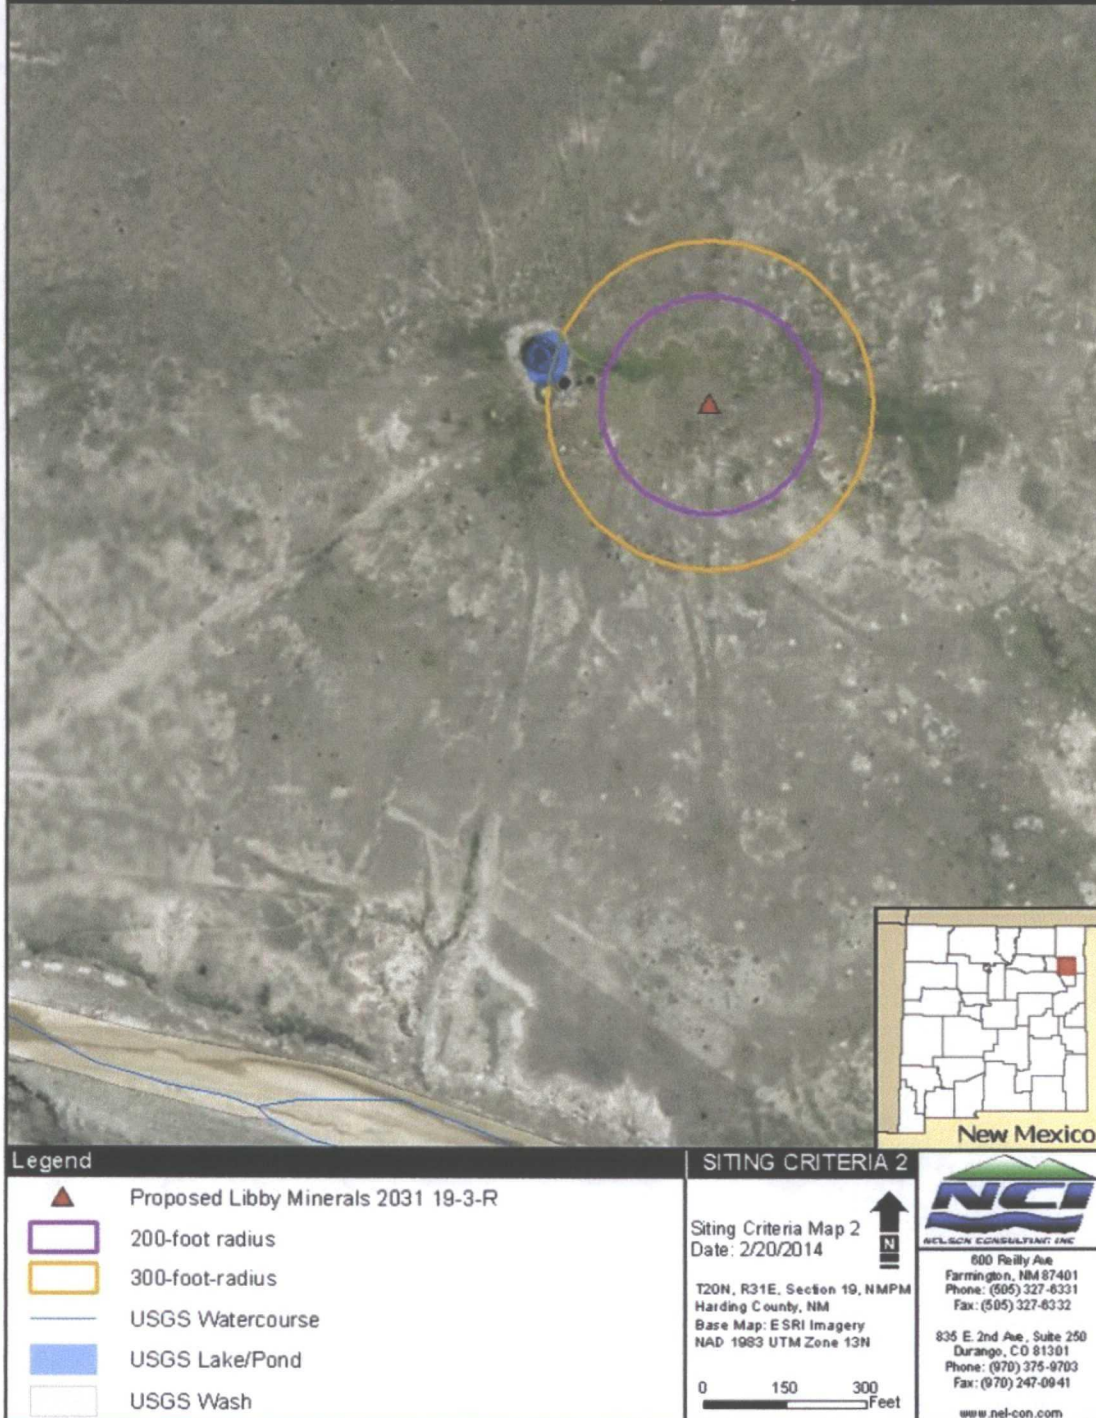 New Mexico
Legend
Proposed Libby Minerals 2031 19-3-R
200-foot radius
300-foot-radius
USGS Watercourse
USGS Lake/Pond
USGS Wash
SITING CRITERIA 2
Siting Criteria Map 2
Date: 2/20/2014
N
T20N, R31E, Section 19, NMPM
Harding County, NM
Base Map: ESRI Imagery
NAD 1983 UTM Zone 13N
0 150 300
Feet
NCI
NELSON CONSULTING INC
600 Reilly Ave
Farmington, NM 87401
Phone: (505) 327-6331
Fax: (505) 327-6332
835 E. 2nd Ave, Suite 250
Durango, CO 81301
Phone: (970) 375-9703
Fax: (970) 247-0941
www.nel-con.com